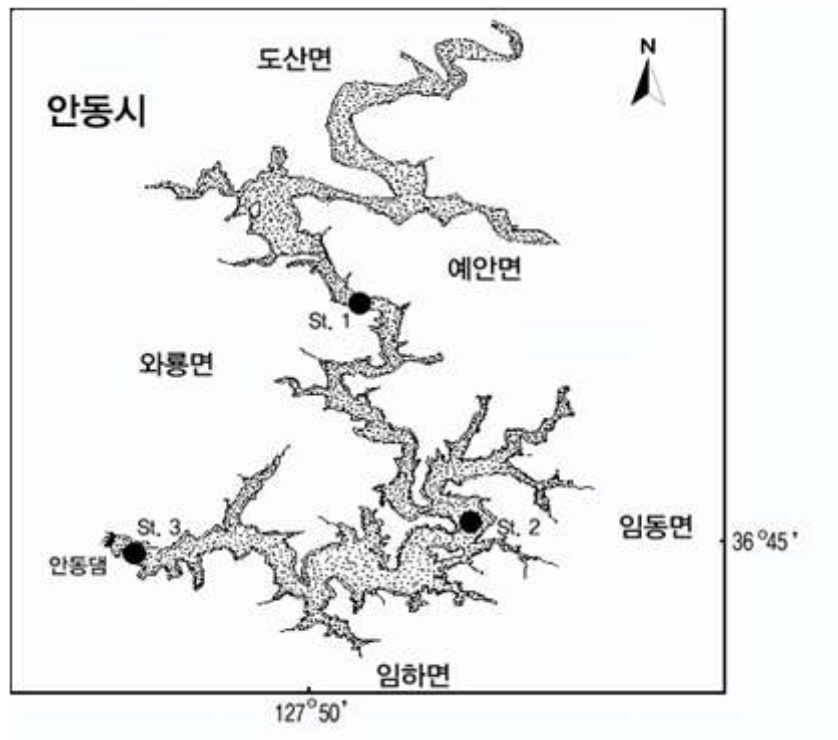 도산면
N
안동시
예안면
St. 1
와룡면
St. 3
St. 2
임동면
36°45'
안동댐
임하면
127°50'